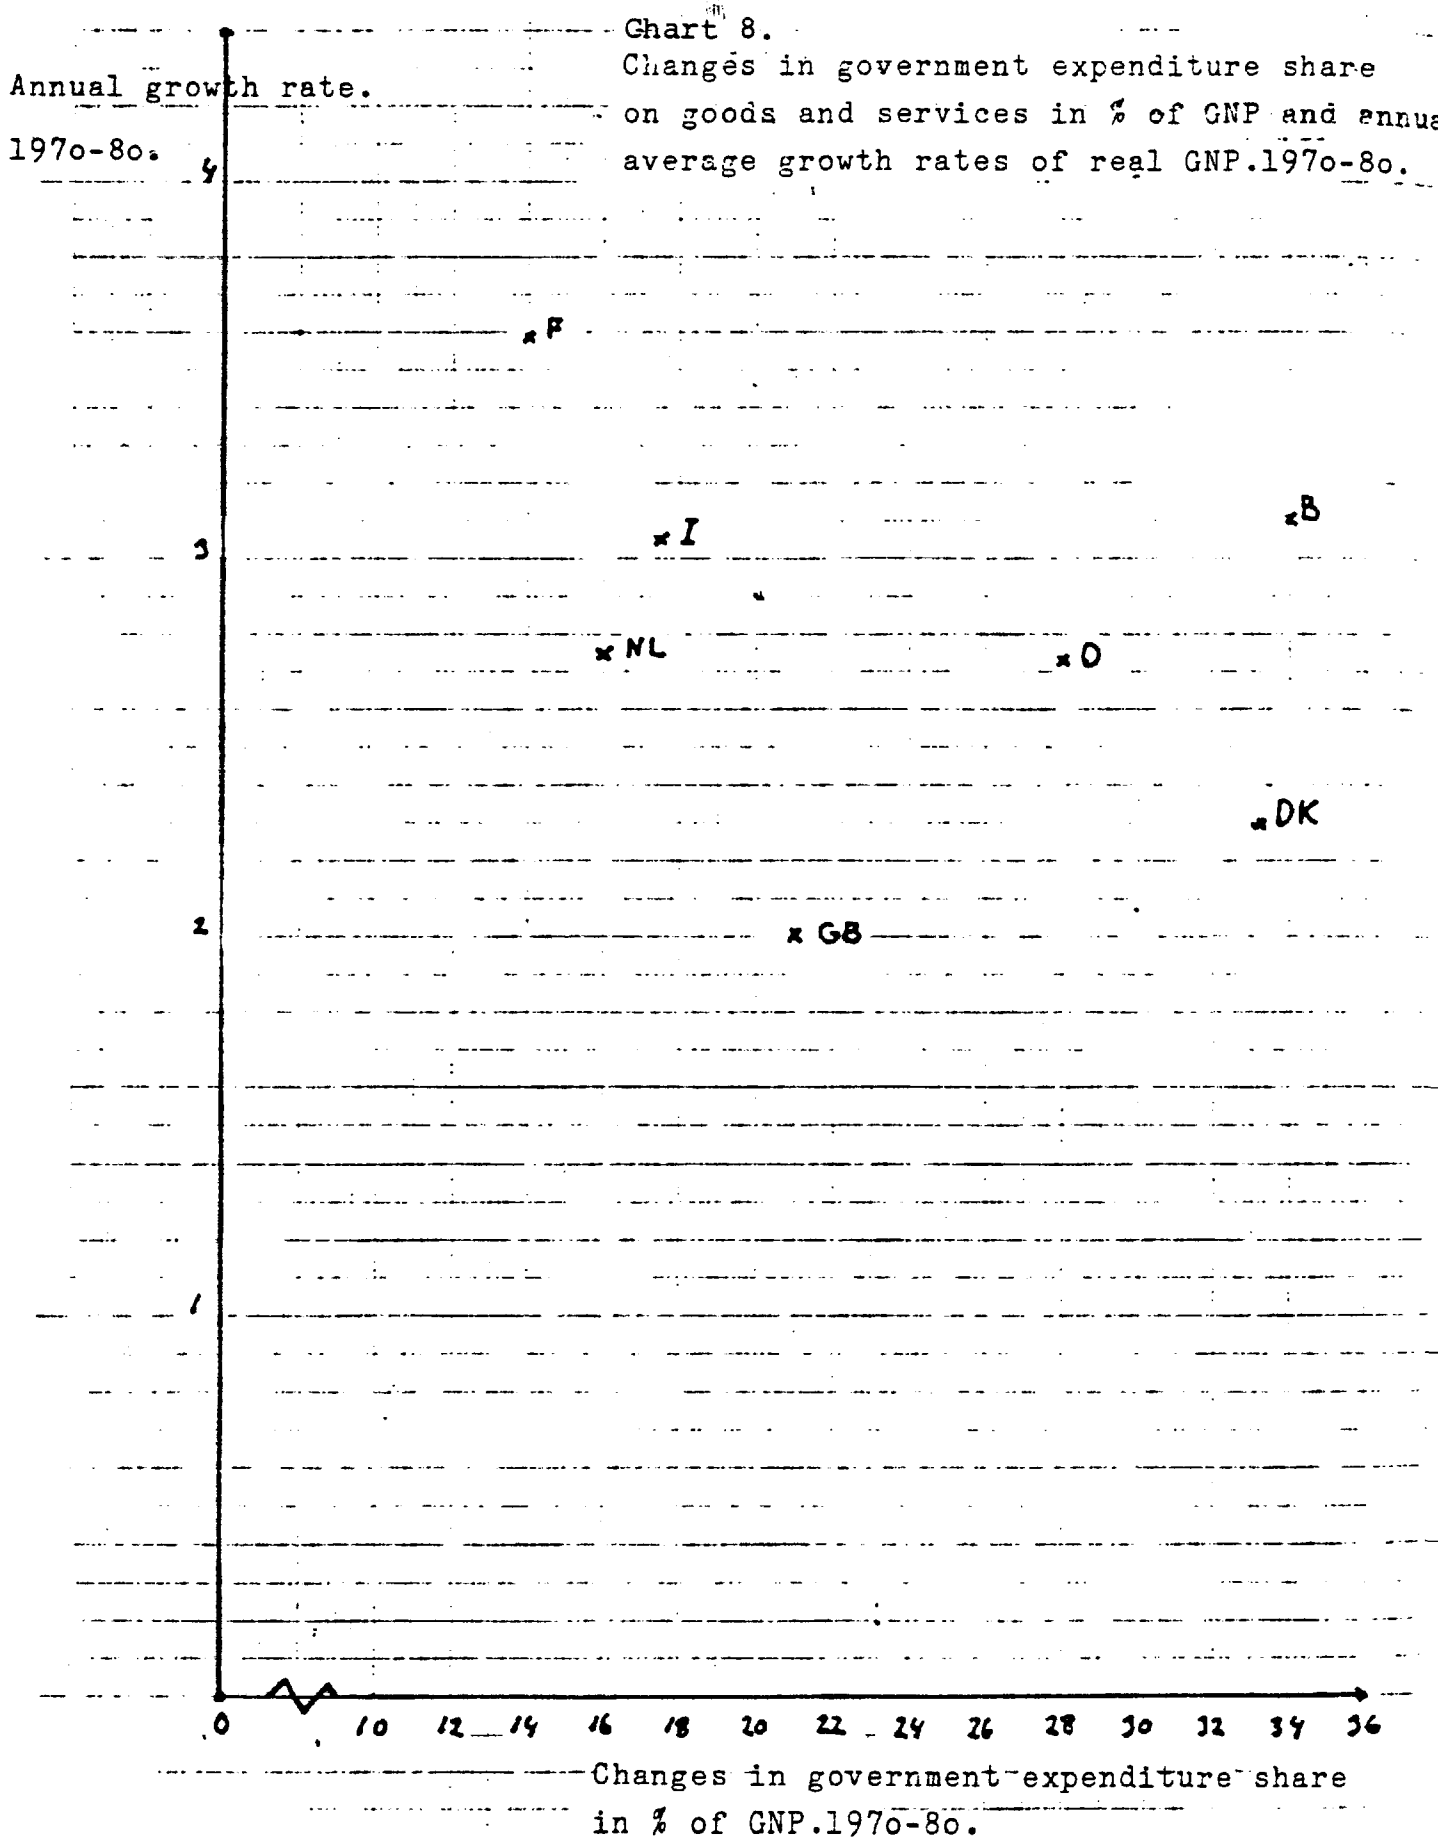 Chart 8.
Changes in government expenditure share
on goods and services in % of GNP and annua
average growth rates of real GNP.197o-8o.
Annual growth rate.
197o-8o.
4
F
B
I
3
NL
D
DK
2
GB
1
0 10 12 14 16 18 20 22 24 26 28 30 32 34 36
Changes in government expenditure share
in % of GNP.197o-8o.